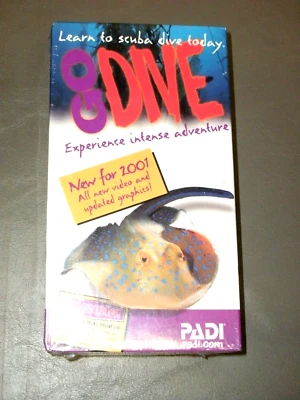 Learn to scuba dive today.
GO
DIVE
Experience intense adventure
New for 2001
All new video and
updated graphics!
PADI
padi.com